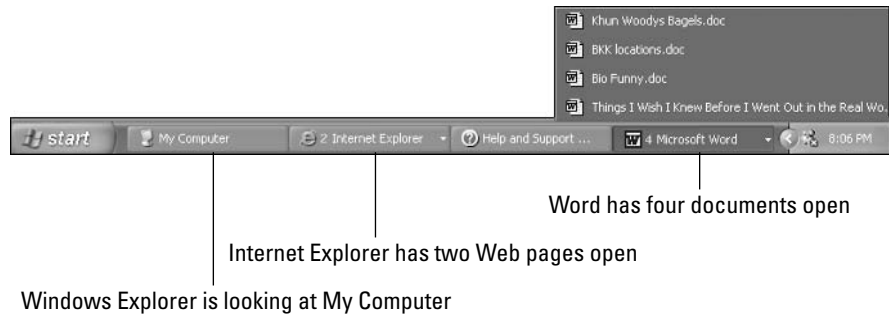 Khun Woodys Bagels.doc
BKK locations.doc
Bio Funny.doc
Things I Wish I Knew Before I Went Out in the Real Wo.
start My Computer 2 Internet Explorer Help and Support ... 4 Microsoft Word 8:06 PM
Word has four documents open
Internet Explorer has two Web pages open
Windows Explorer is looking at My Computer